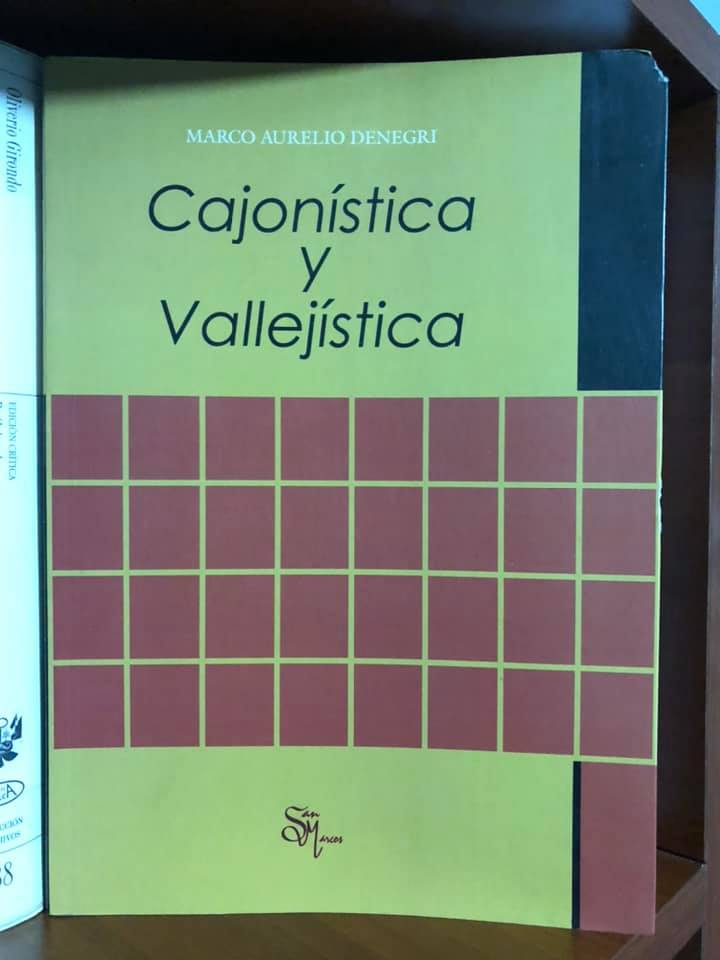 MARCO AURELIO DENEGRI
Cajonística
y
Vallejística
San
Marcos
Oliverio Girondo
EDICIÓN CRÍTICA